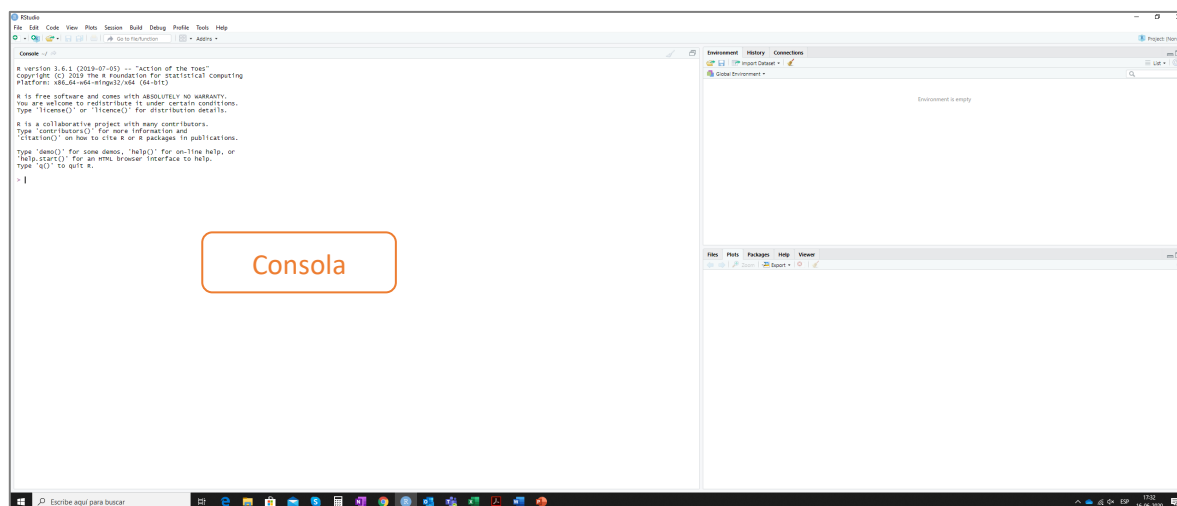 RStudio
File Edit Code View Plots Session Build Debug Profile Tools Help
Go to file/function Addins
Project: (Non
Console ~/
R version 3.6.1 (2019-07-05) -- "Action of the Toes"
Copyright (C) 2019 The R Foundation for Statistical Computing
Platform: x86_64-w64-mingw32/x64 (64-bit)
R is free software and comes with ABSOLUTELY NO WARRANTY.
You are welcome to redistribute it under certain conditions.
Type 'license()' or 'licence()' for distribution details.
R is a collaborative project with many contributors.
Type 'contributors()' for more information and
'citation()' on how to cite R or R packages in publications.
Type 'demo()' for some demos, 'help()' for on-line help, or
'help.start()' for an HTML browser interface to help.
Type 'q()' to quit R.
>
Consola
Environment History Connections
Import Dataset List
Global Environment
Environment is empty
Files Plots Packages Help Viewer
Zoom Export
Escribe aquí para buscar
ESP
17:32
16-06-2020